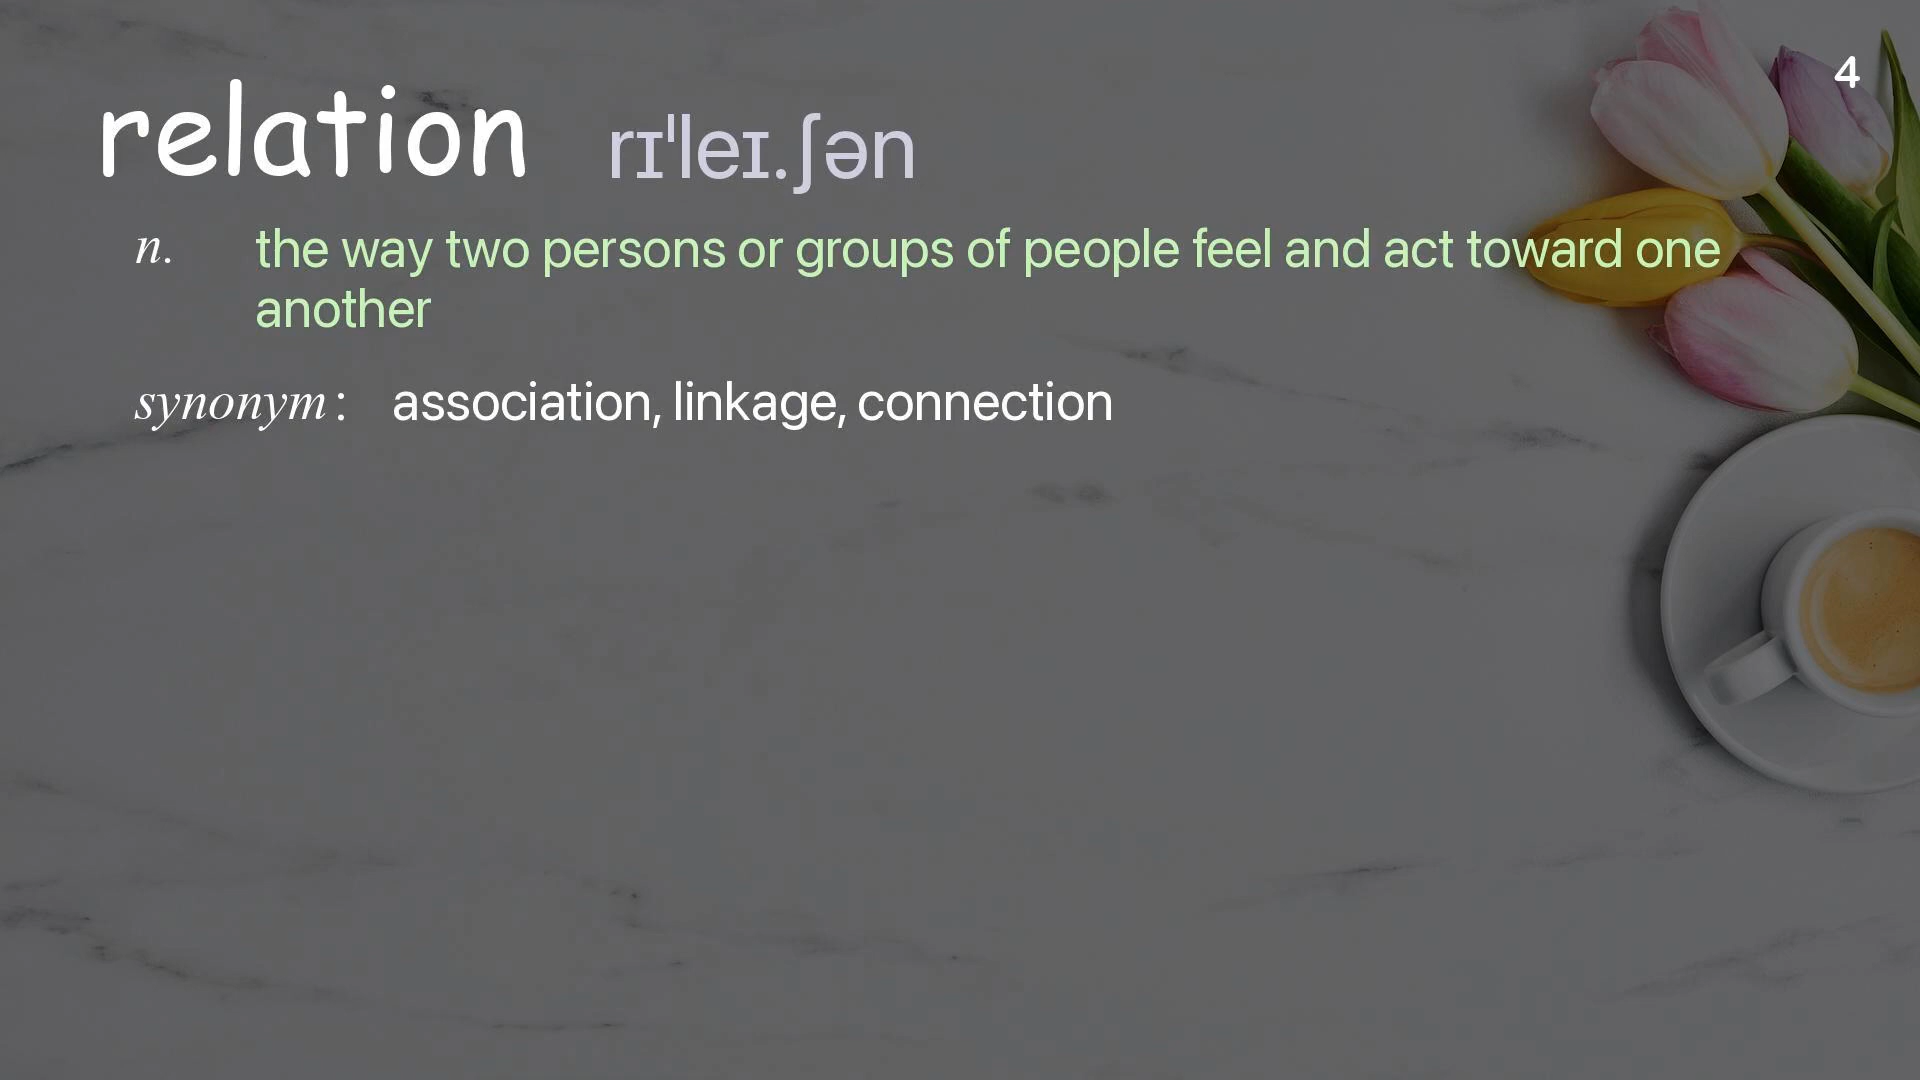 4
relation rɪˈleɪ.ʃən
n. the way two persons or groups of people feel and act toward one
another
synonym: association, linkage, connection